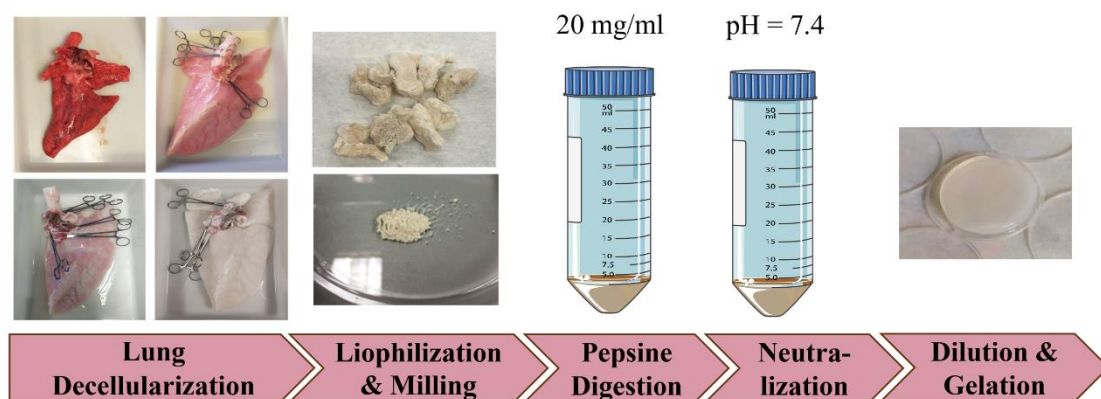 20 mg/ml
pH = 7.4
50
ml
45
40
35
30
25
20
15
10
7.5
5.0
50
ml
45
40
35
30
25
20
15
10
7.5
5.0
Lung
Decellularization
Liophilization
& Milling
Pepsine
Digestion
Neutra-
lization
Dilution &
Gelation